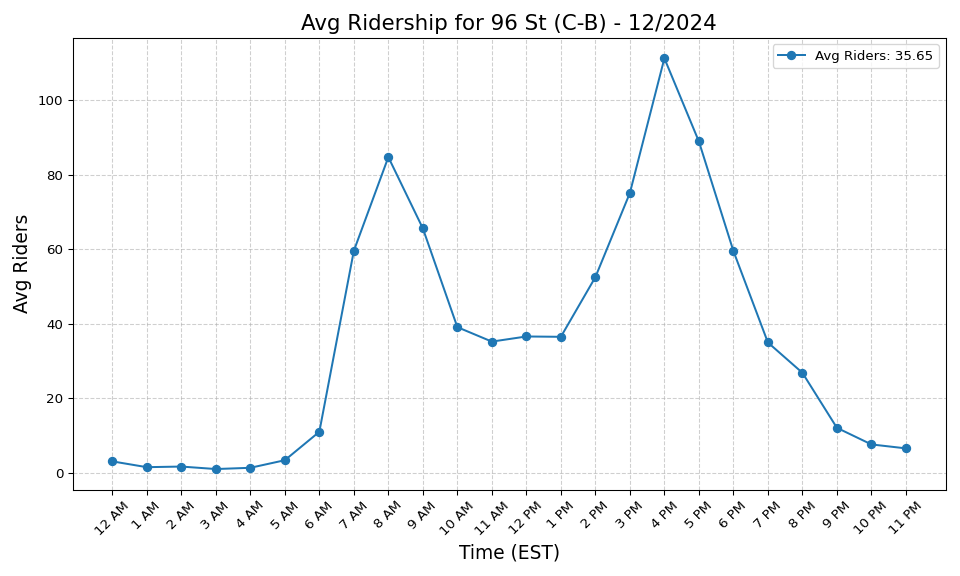 Avg Ridership for 96 St (C-B) - 12/2024
Avg Riders: 35.65
Avg Riders
100
80
60
40
20
0
12 AM
1 AM
2 AM
3 AM
4 AM
5 AM
6 AM
7 AM
8 AM
9 AM
10 AM
11 AM
12 PM
1 PM
2 PM
3 PM
4 PM
5 PM
6 PM
7 PM
8 PM
9 PM
10 PM
11 PM
Time (EST)